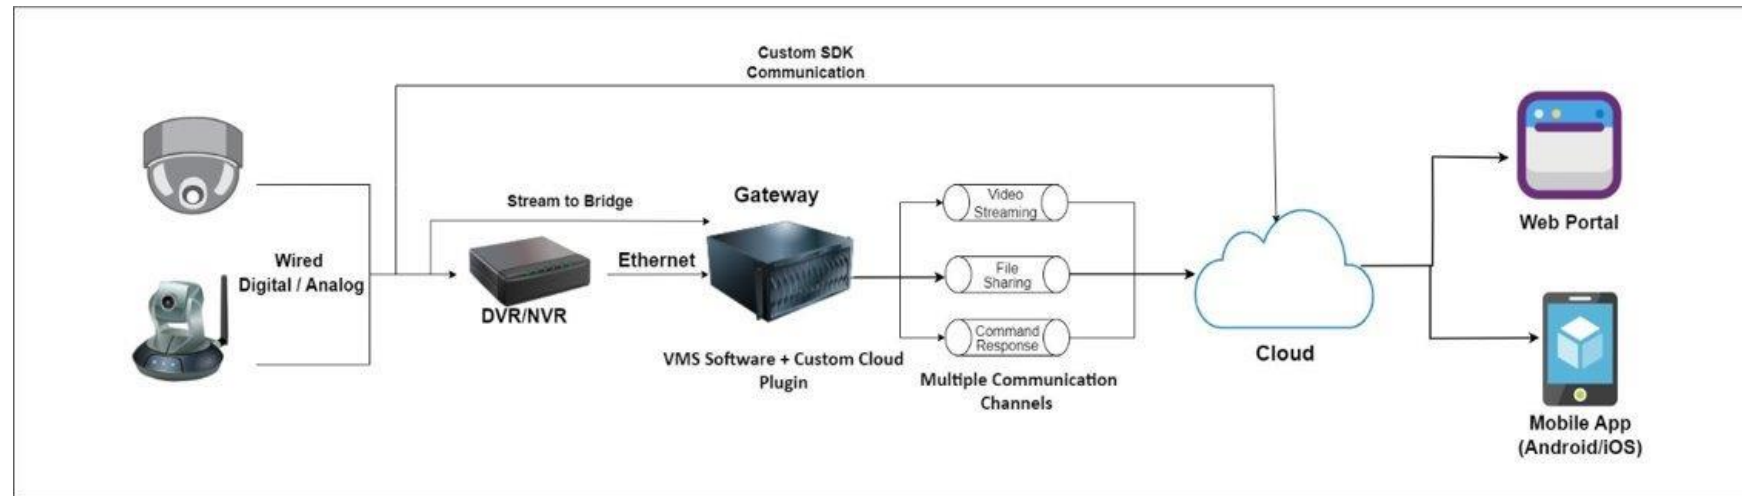 Custom SDK
Communication
Wired
Digital / Analog
Stream to Bridge
DVR/NVR
Ethernet
Gateway
VMS Software + Custom Cloud
Plugin
Video
Streaming
File
Sharing
Command
Response
Multiple Communication
Channels
Cloud
Web Portal
Mobile App
(Android/iOS)